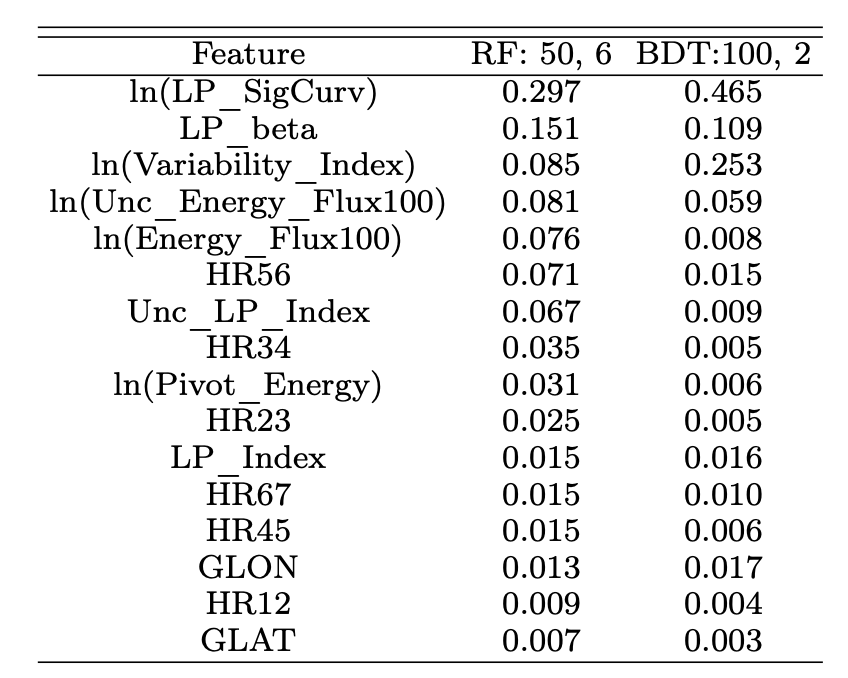 Feature RF: 50, 6 BDT:100, 2
ln(LP_SigCurv) 0.297 0.465
LP_beta 0.151 0.109
ln(Variability_Index) 0.085 0.253
ln(Unc_Energy_Flux100) 0.081 0.059
ln(Energy_Flux100) 0.076 0.008
HR56 0.071 0.015
Unc_LP_Index 0.067 0.009
HR34 0.035 0.005
ln(Pivot_Energy) 0.031 0.006
HR23 0.025 0.005
LP_Index 0.015 0.016
HR67 0.015 0.010
HR45 0.015 0.006
GLON 0.013 0.017
HR12 0.009 0.004
GLAT 0.007 0.003